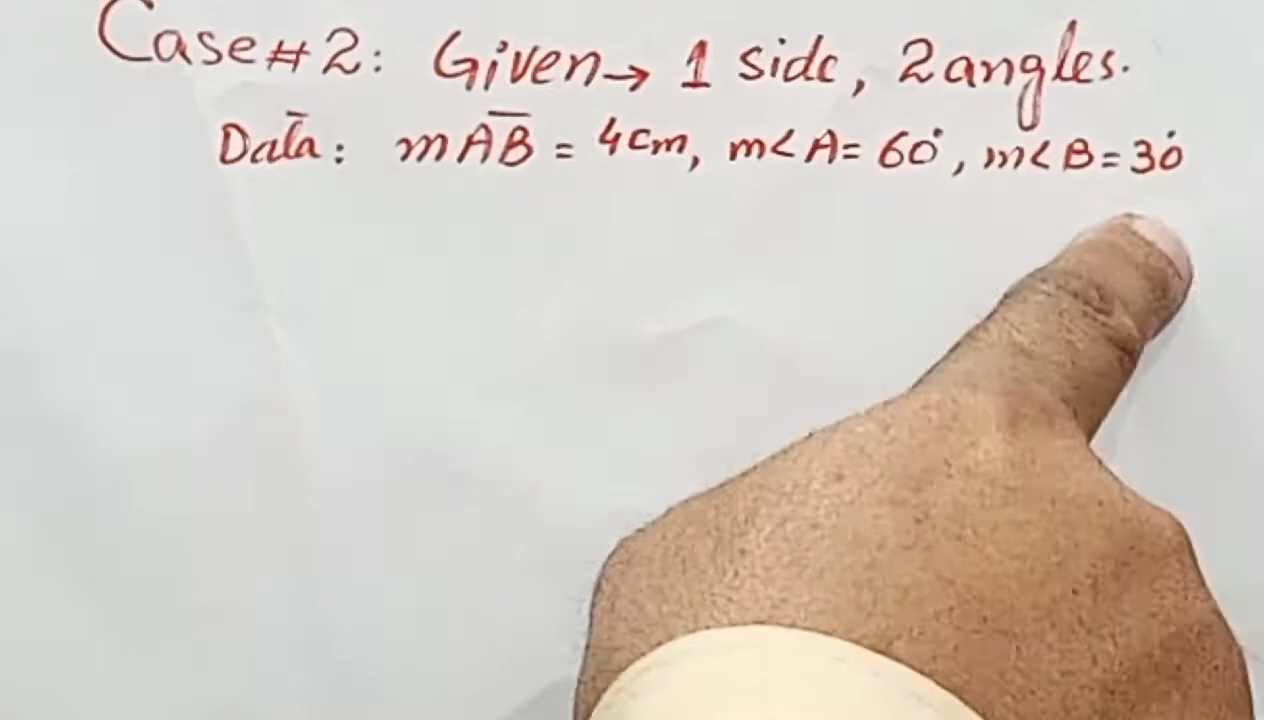 Case#2: Given→ 1 side, 2angles.
Data: mAB = 4cm, m<A= 60°, m<B=30°